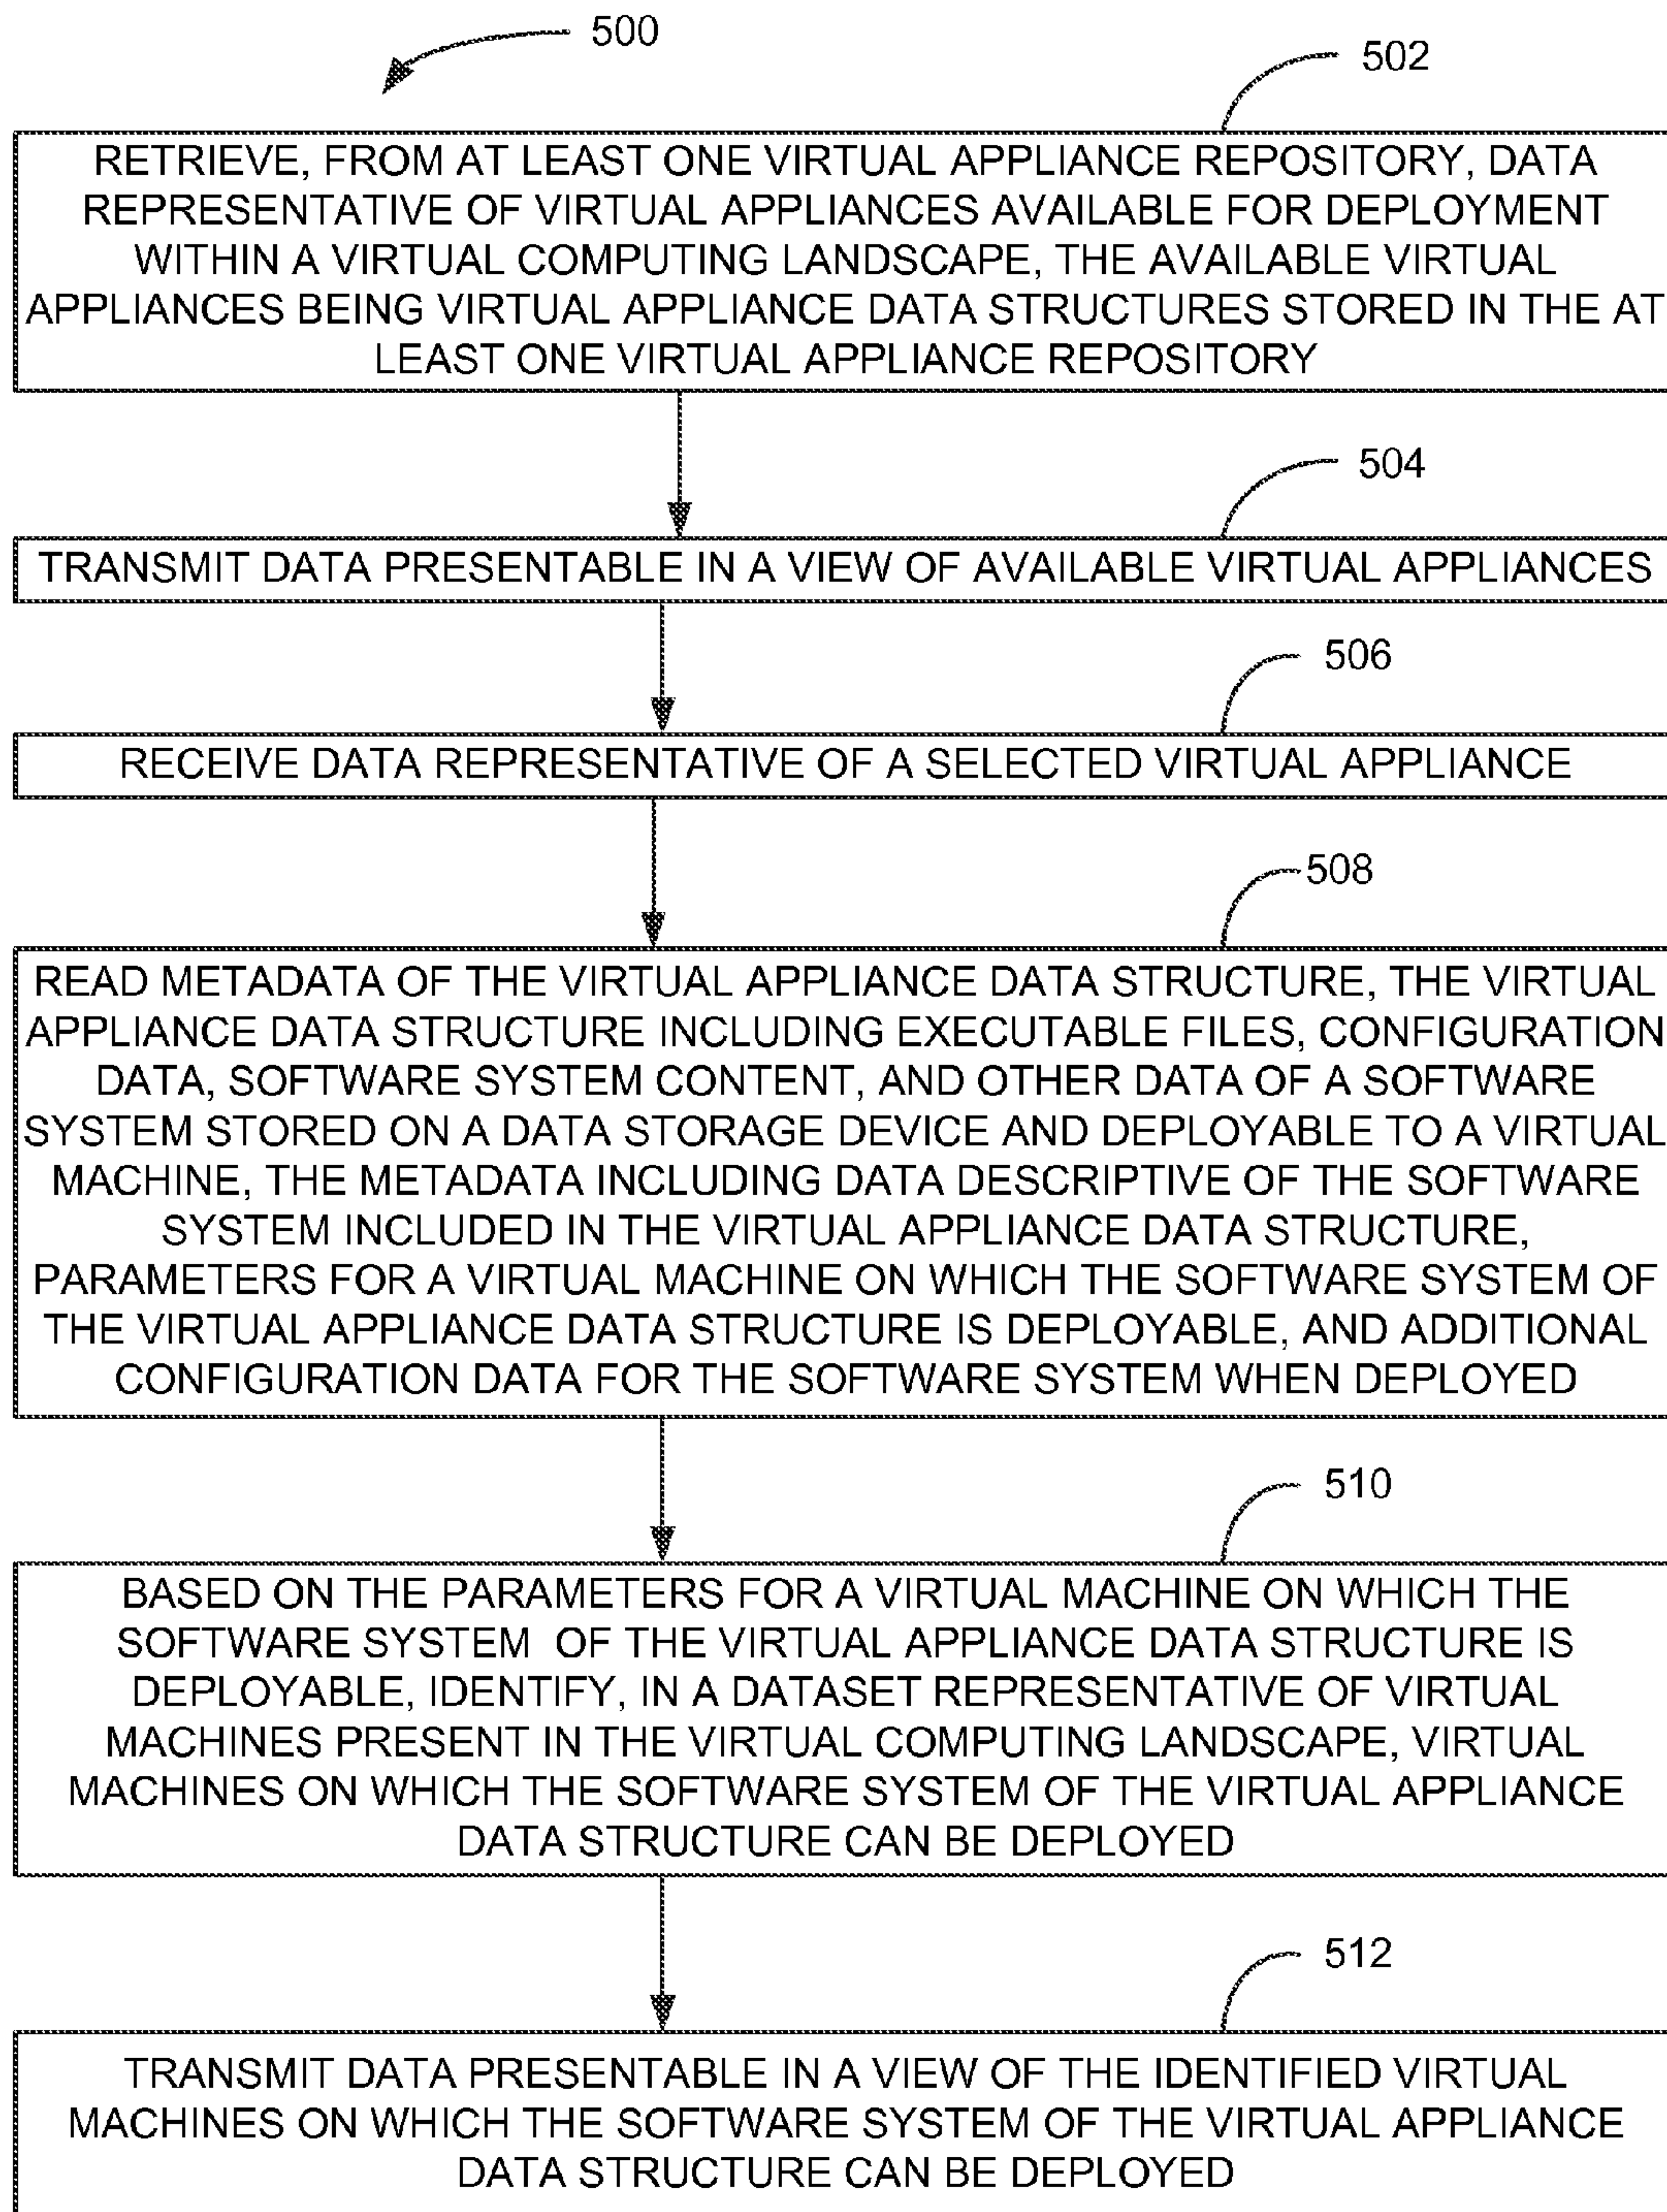 500
502
RETRIEVE, FROM AT LEAST ONE VIRTUAL APPLIANCE REPOSITORY, DATA
REPRESENTATIVE OF VIRTUAL APPLIANCES AVAILABLE FOR DEPLOYMENT
WITHIN A VIRTUAL COMPUTING LANDSCAPE, THE AVAILABLE VIRTUAL
APPLIANCES BEING VIRTUAL APPLIANCE DATA STRUCTURES STORED IN THE AT
LEAST ONE VIRTUAL APPLIANCE REPOSITORY
504
TRANSMIT DATA PRESENTABLE IN A VIEW OF AVAILABLE VIRTUAL APPLIANCES
506
RECEIVE DATA REPRESENTATIVE OF A SELECTED VIRTUAL APPLIANCE
508
READ METADATA OF THE VIRTUAL APPLIANCE DATA STRUCTURE, THE VIRTUAL
APPLIANCE DATA STRUCTURE INCLUDING EXECUTABLE FILES, CONFIGURATION
DATA, SOFTWARE SYSTEM CONTENT, AND OTHER DATA OF A SOFTWARE
SYSTEM STORED ON A DATA STORAGE DEVICE AND DEPLOYABLE TO A VIRTUAL
MACHINE, THE METADATA INCLUDING DATA DESCRIPTIVE OF THE SOFTWARE
SYSTEM INCLUDED IN THE VIRTUAL APPLIANCE DATA STRUCTURE,
PARAMETERS FOR A VIRTUAL MACHINE ON WHICH THE SOFTWARE SYSTEM OF
THE VIRTUAL APPLIANCE DATA STRUCTURE IS DEPLOYABLE, AND ADDITIONAL
CONFIGURATION DATA FOR THE SOFTWARE SYSTEM WHEN DEPLOYED
510
BASED ON THE PARAMETERS FOR A VIRTUAL MACHINE ON WHICH THE
SOFTWARE SYSTEM OF THE VIRTUAL APPLIANCE DATA STRUCTURE IS
DEPLOYABLE, IDENTIFY, IN A DATASET REPRESENTATIVE OF VIRTUAL
MACHINES PRESENT IN THE VIRTUAL COMPUTING LANDSCAPE, VIRTUAL
MACHINES ON WHICH THE SOFTWARE SYSTEM OF THE VIRTUAL APPLIANCE
DATA STRUCTURE CAN BE DEPLOYED
512
TRANSMIT DATA PRESENTABLE IN A VIEW OF THE IDENTIFIED VIRTUAL
MACHINES ON WHICH THE SOFTWARE SYSTEM OF THE VIRTUAL APPLIANCE
DATA STRUCTURE CAN BE DEPLOYED